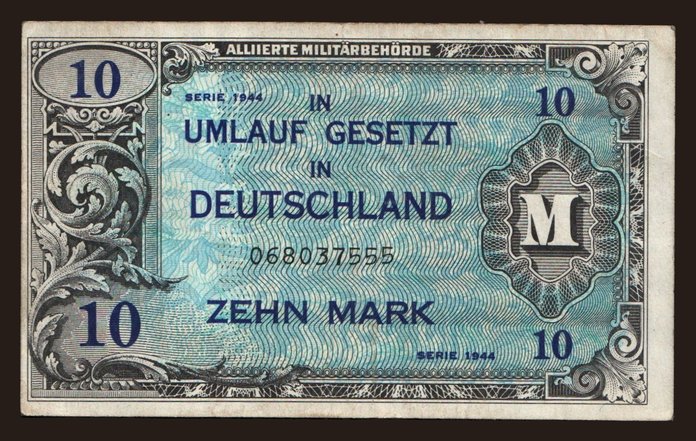 ALLIIERTE MILITÄRBEHÖRDE
10
10
SERIE 1944
IN
UMLAUF GESETZT
IN
DEUTSCHLAND
M
068037555
10
ZEHN MARK
SERIE 1944
10